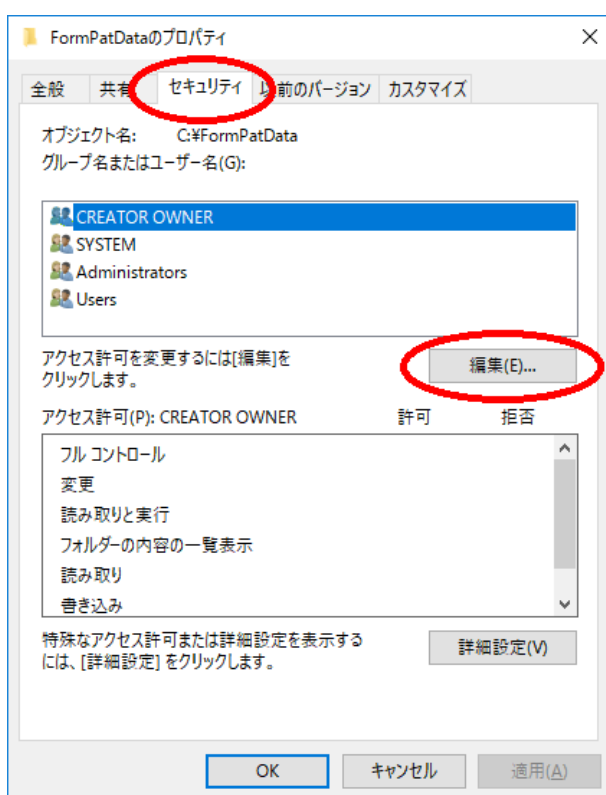 FormPatDataのプロパティ
全般 共有 セキュリティ 以前のバージョン カスタマイズ
オブジェクト名: C:¥FormPatData
グループ名またはユーザー名(G):
CREATOR OWNER
SYSTEM
Administrators
Users
アクセス許可を変更するには[編集]を
クリックします。
編集(E)...
アクセス許可(P): CREATOR OWNER 許可 拒否
フル コントロール
変更
読み取りと実行
フォルダーの内容の一覧表示
読み取り
書き込み
特殊なアクセス許可または詳細設定を表示する
には、[詳細設定] をクリックします。
詳細設定(V)
OK キャンセル 適用(A)